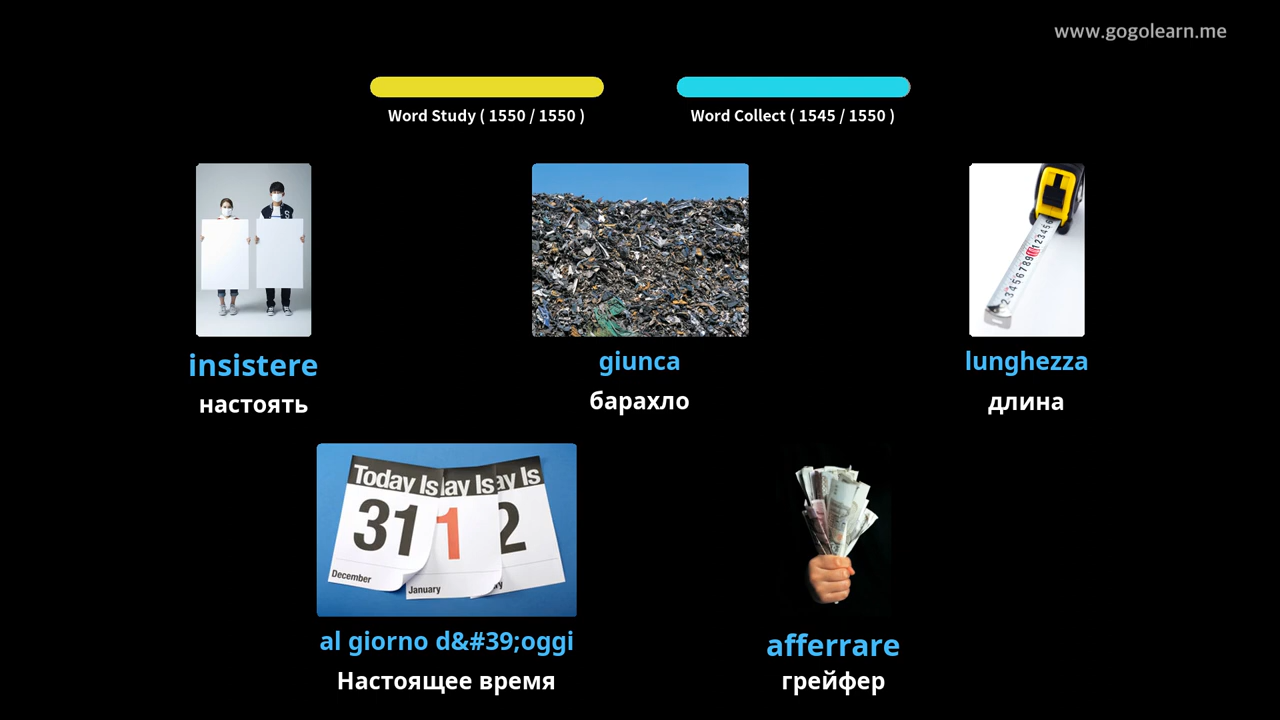 www.gogolearn.me
Word Study ( 1550 / 1550 )
Word Collect ( 1545 / 1550 )
insistere
настоять
giunca
барахло
lunghezza
длина
Today Is
ay Is
ay Is
31
1
2
December
January
ry
al giorno d&#39;oggi
Настоящее время
afferrare
грейфер